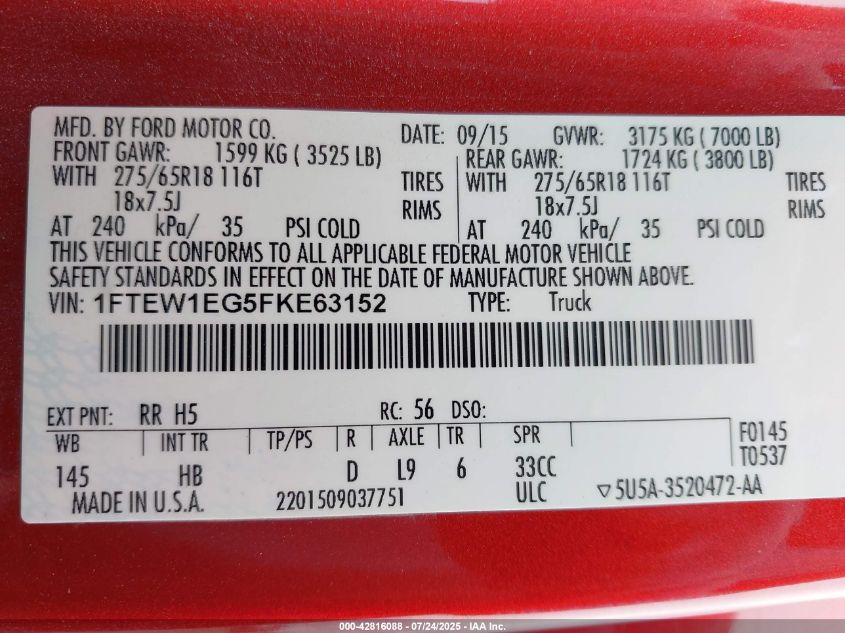 MFD. BY FORD MOTOR CO. DATE: 09/15 GVWR: 3175 KG ( 7000 LB)
FRONT GAWR: 1599 KG ( 3525 LB) REAR GAWR: 1724 KG ( 3800 LB)
WITH 275/65R18 116T TIRES WITH 275/65R18 116T TIRES
18x7.5J RIMS 18x7.5J RIMS
AT 240 kPa/ 35 PSI COLD AT 240 kPa/ 35 PSI COLD
THIS VEHICLE CONFORMS TO ALL APPLICABLE FEDERAL MOTOR VEHICLE
SAFETY STANDARDS IN EFFECT ON THE DATE OF MANUFACTURE SHOWN ABOVE.
VIN: 1FTEW1EG5FKE63152 TYPE: Truck
EXT PNT: RR H5 RC: 56 DSO:
WB INT TR TP/PS R AXLE TR SPR F0145
T0537
145 HB D L9 6 33CC
MADE IN U.S.A. 2201509037751 ULC ▽5U5A-3520472-AA
000-42816088 - 07/24/2025 - IAA Inc.